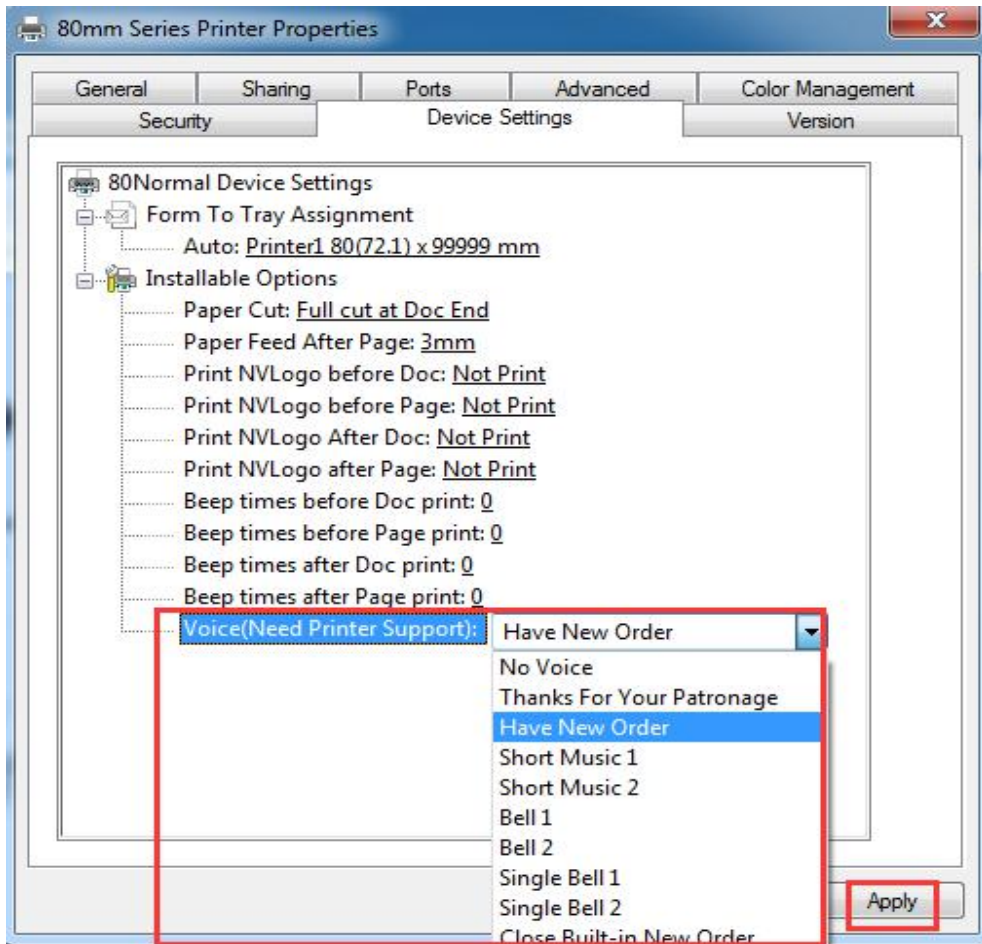 80mm Series Printer Properties
General Sharing Ports Advanced Color Management
Security Device Settings Version
80Normal Device Settings
Form To Tray Assignment
Auto: Printer1 80(72.1) x 99999 mm
Installable Options
Paper Cut: Full cut at Doc End
Paper Feed After Page: 3mm
Print NVLogo before Doc: Not Print
Print NVLogo before Page: Not Print
Print NVLogo After Doc: Not Print
Print NVLogo after Page: Not Print
Beep times before Doc print: 0
Beep times before Page print: 0
Beep times after Doc print: 0
Beep times after Page print: 0
Voice(Need Printer Support): Have New Order
No Voice
Thanks For Your Patronage
Have New Order
Short Music 1
Short Music 2
Bell 1
Bell 2
Single Bell 1
Single Bell 2
Close Built-in New Order
Apply